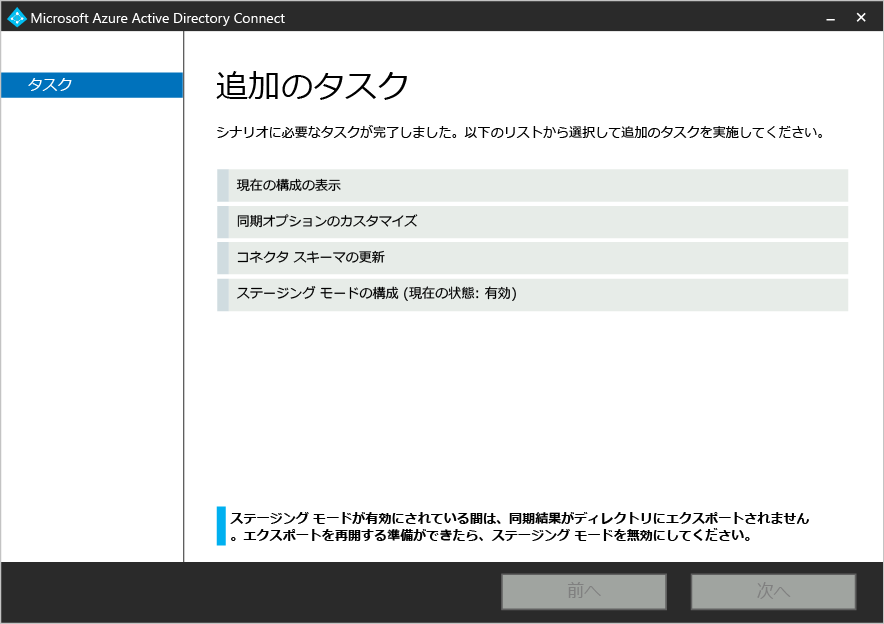 Microsoft Azure Active Directory Connect
タスク
追加のタスク
シナリオに必要なタスクが完了しました。以下のリストから選択して追加のタスクを実施してください。
現在の構成の表示
同期オプションのカスタマイズ
コネクタ スキーマの更新
ステージング モードの構成 (現在の状態: 有効)
ステージング モードが有効にされている間は、同期結果がディレクトリにエクスポートされません
。エクスポートを再開する準備ができたら、ステージング モードを無効にしてください。
前へ
次へ